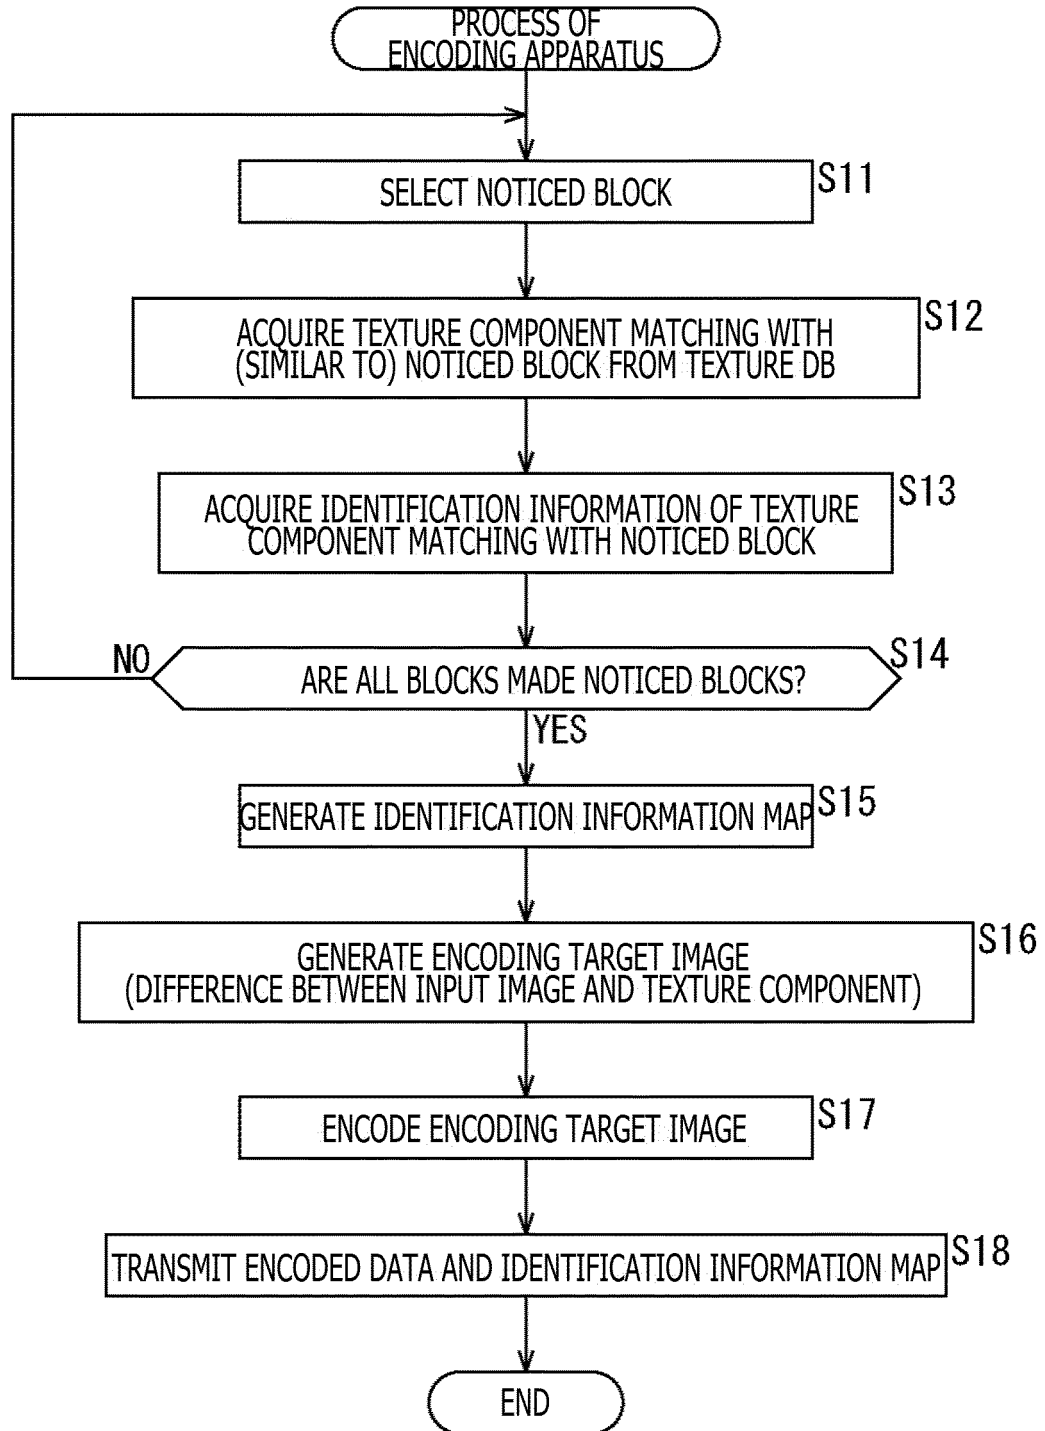 PROCESS OF
ENCODING APPARATUS
SELECT NOTICED BLOCK
S11
ACQUIRE TEXTURE COMPONENT MATCHING WITH
(SIMILAR TO) NOTICED BLOCK FROM TEXTURE DB
S12
ACQUIRE IDENTIFICATION INFORMATION OF TEXTURE
COMPONENT MATCHING WITH NOTICED BLOCK
S13
NO
ARE ALL BLOCKS MADE NOTICED BLOCKS?
S14
YES
GENERATE IDENTIFICATION INFORMATION MAP
S15
GENERATE ENCODING TARGET IMAGE
(DIFFERENCE BETWEEN INPUT IMAGE AND TEXTURE COMPONENT)
S16
ENCODE ENCODING TARGET IMAGE
S17
TRANSMIT ENCODED DATA AND IDENTIFICATION INFORMATION MAP
S18
END